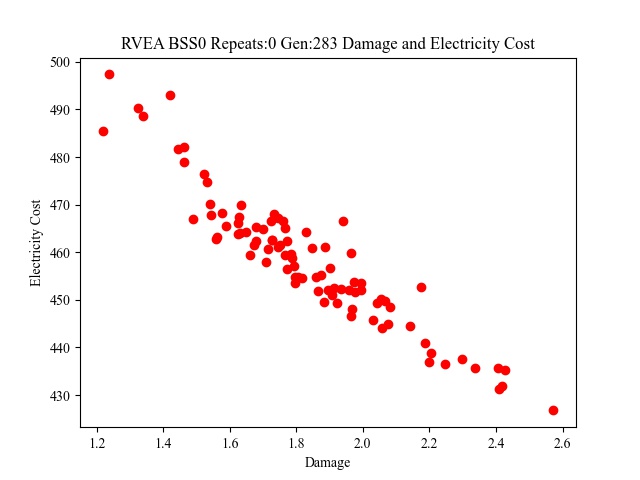 RVEA BSS0 Repeats:0 Gen:283 Damage and Electricity Cost
500
490
480
470
460
450
440
430
Electricity Cost
1.2 1.4 1.6 1.8 2.0 2.2 2.4 2.6
Damage